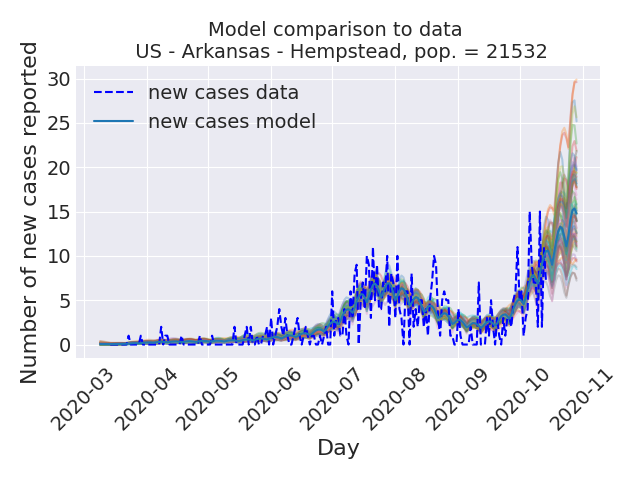 Model comparison to data
US - Arkansas - Hempstead, pop. = 21532
Number of new cases reported
30
25
20
15
10
5
0
new cases data
new cases model
2020-03
2020-04
2020-05
2020-06
2020-07
2020-08
2020-09
2020-10
2020-11
Day